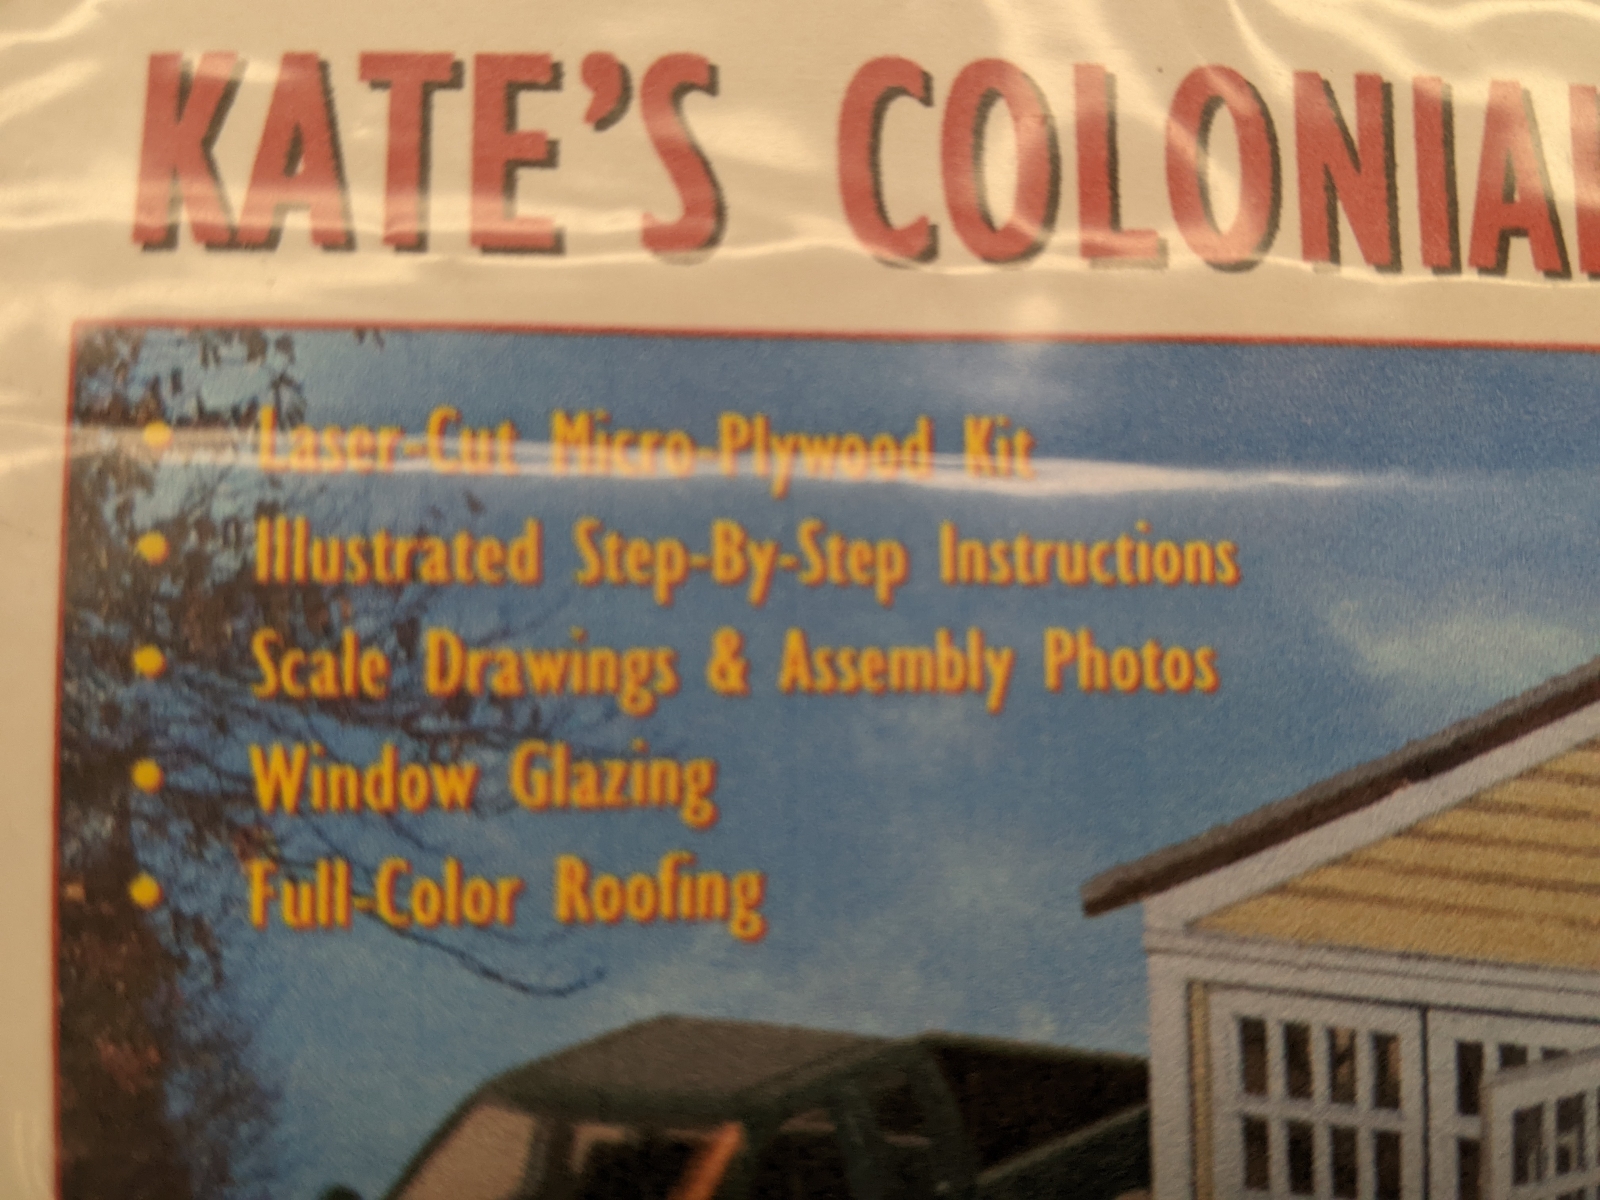 KATE'S COLONIAL
• Laser-Cut Micro-Plywood Kit
• Illustrated Step-By-Step Instructions
• Scale Drawings & Assembly Photos
• Window Glazing
• Full-Color Roofing